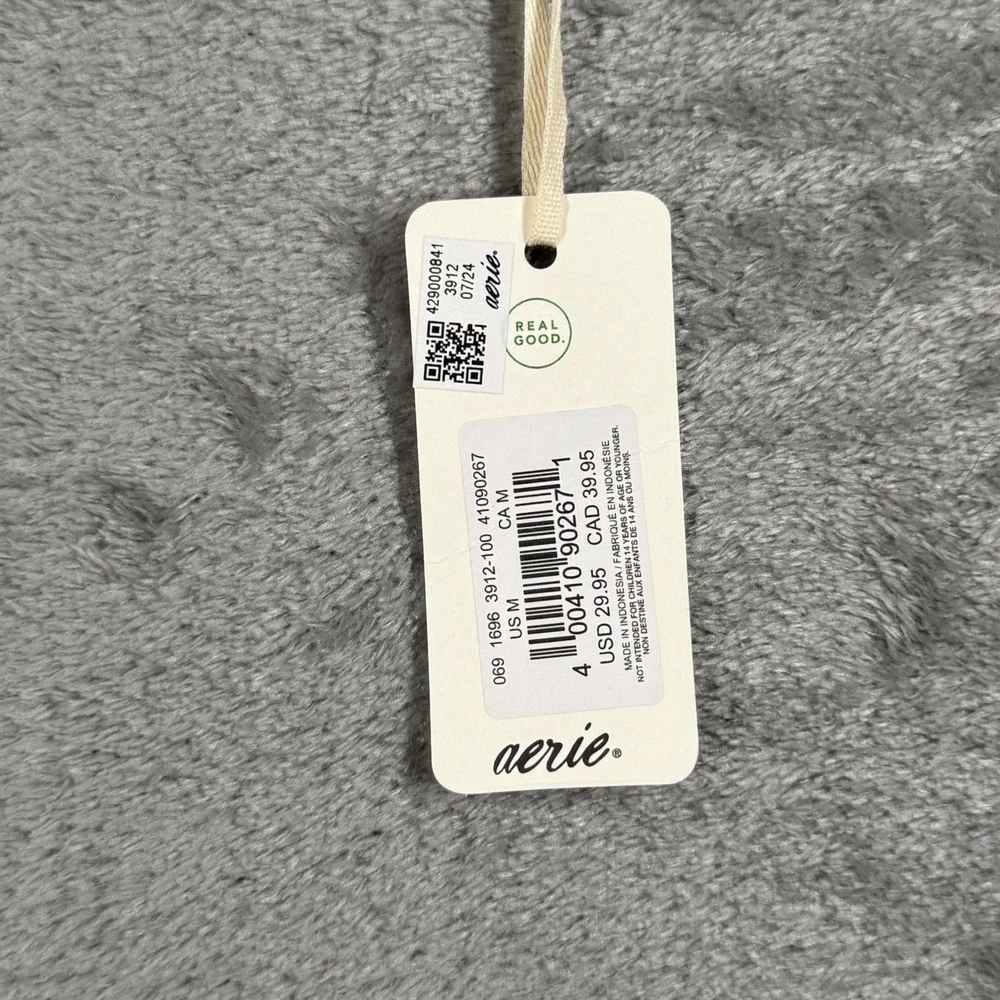 429000841
3912
07/24
aerie.
REAL
GOOD.
069 1696 3912-100 41090267
US M CA M
4 00410 90267 1
USD 29.95 CAD 39.95
MADE IN INDONESIA / FABRIQUÉ EN INDONÉSIE
NOT INTENDED FOR CHILDREN 14 YEARS OF AGE OR YOUNGER.
NON DESTINÉ AUX ENFANTS DE 14 ANS OU MOINS.
aerie®